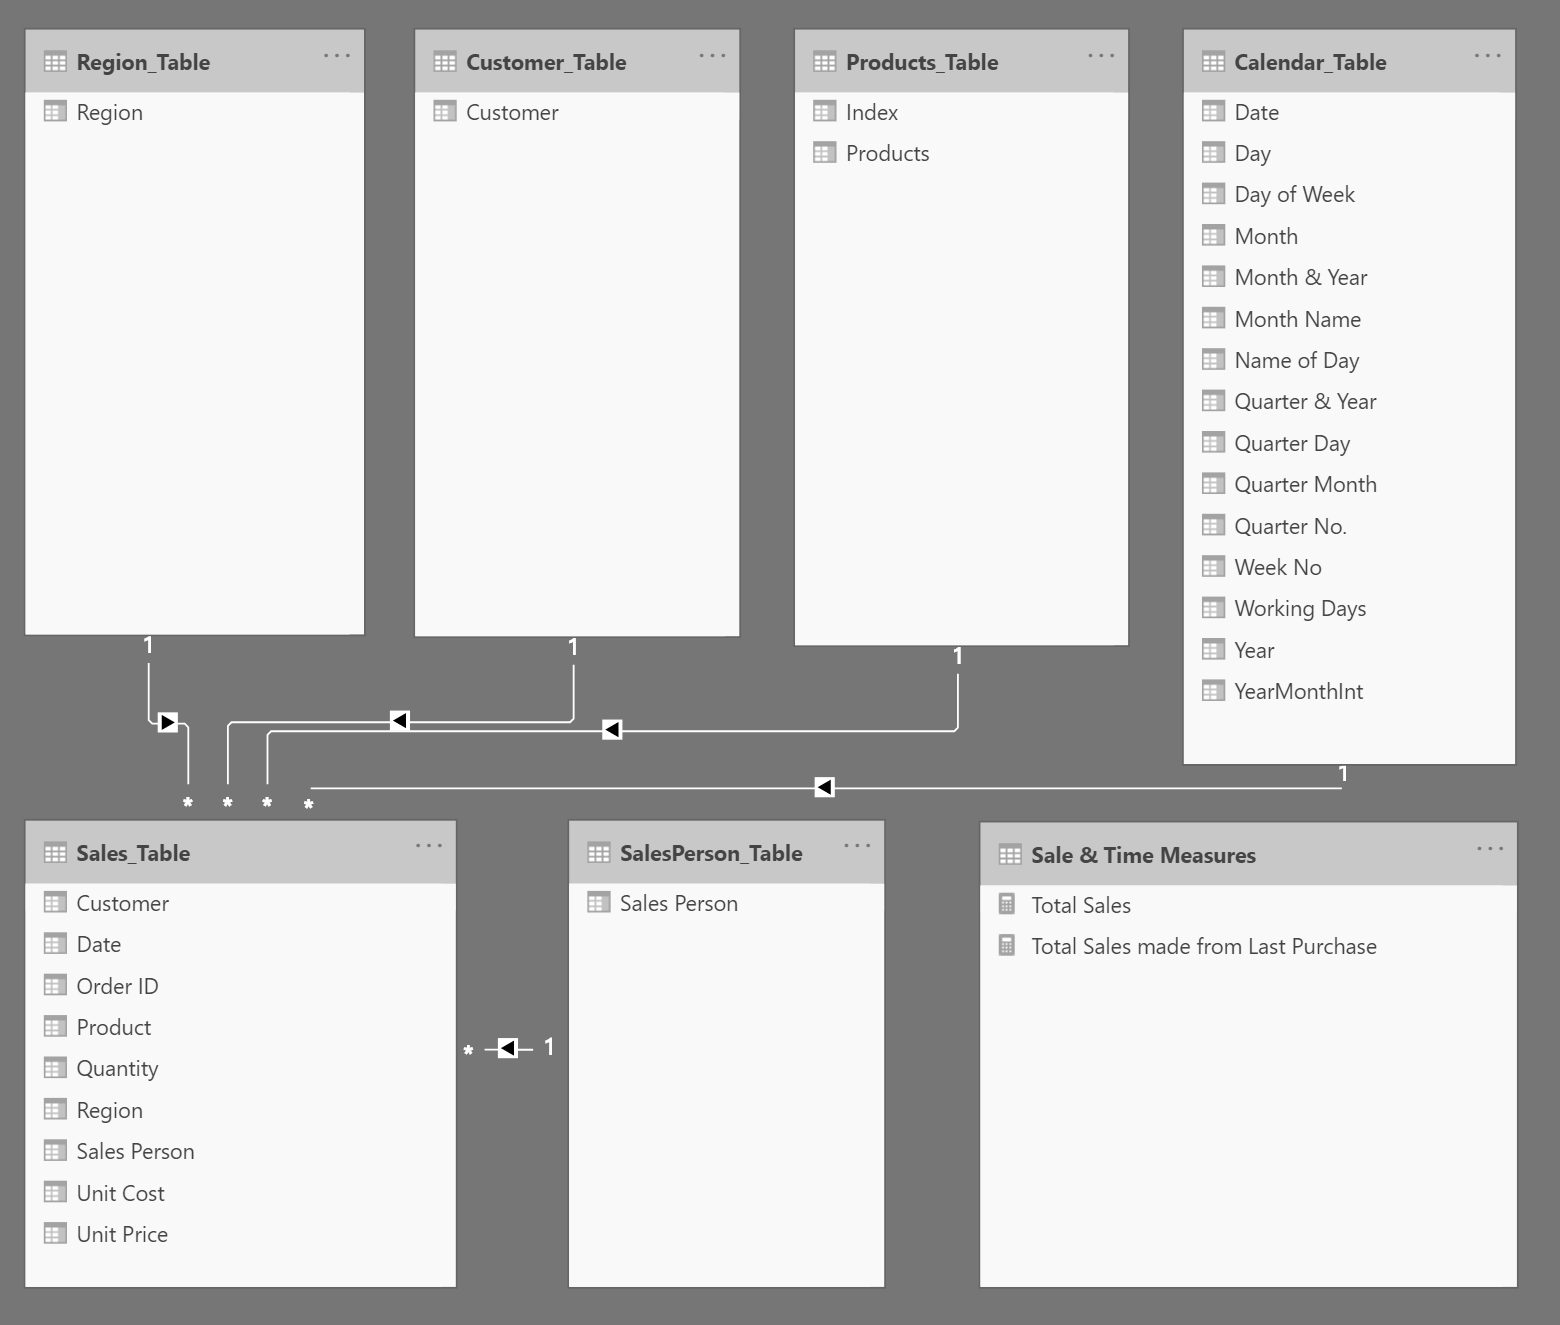 Region_Table
Region
Customer_Table
Customer
Products_Table
Index
Products
Calendar_Table
Date
Day
Day of Week
Month
Month & Year
Month Name
Name of Day
Quarter & Year
Quarter Day
Quarter Month
Quarter No.
Week No
Working Days
Year
YearMonthInt
1
1
1
1
*
*
*
*
Sales_Table
Customer
Date
Order ID
Product
Quantity
Region
Sales Person
Unit Cost
Unit Price
*
1
SalesPerson_Table
Sales Person
Sale & Time Measures
Total Sales
Total Sales made from Last Purchase